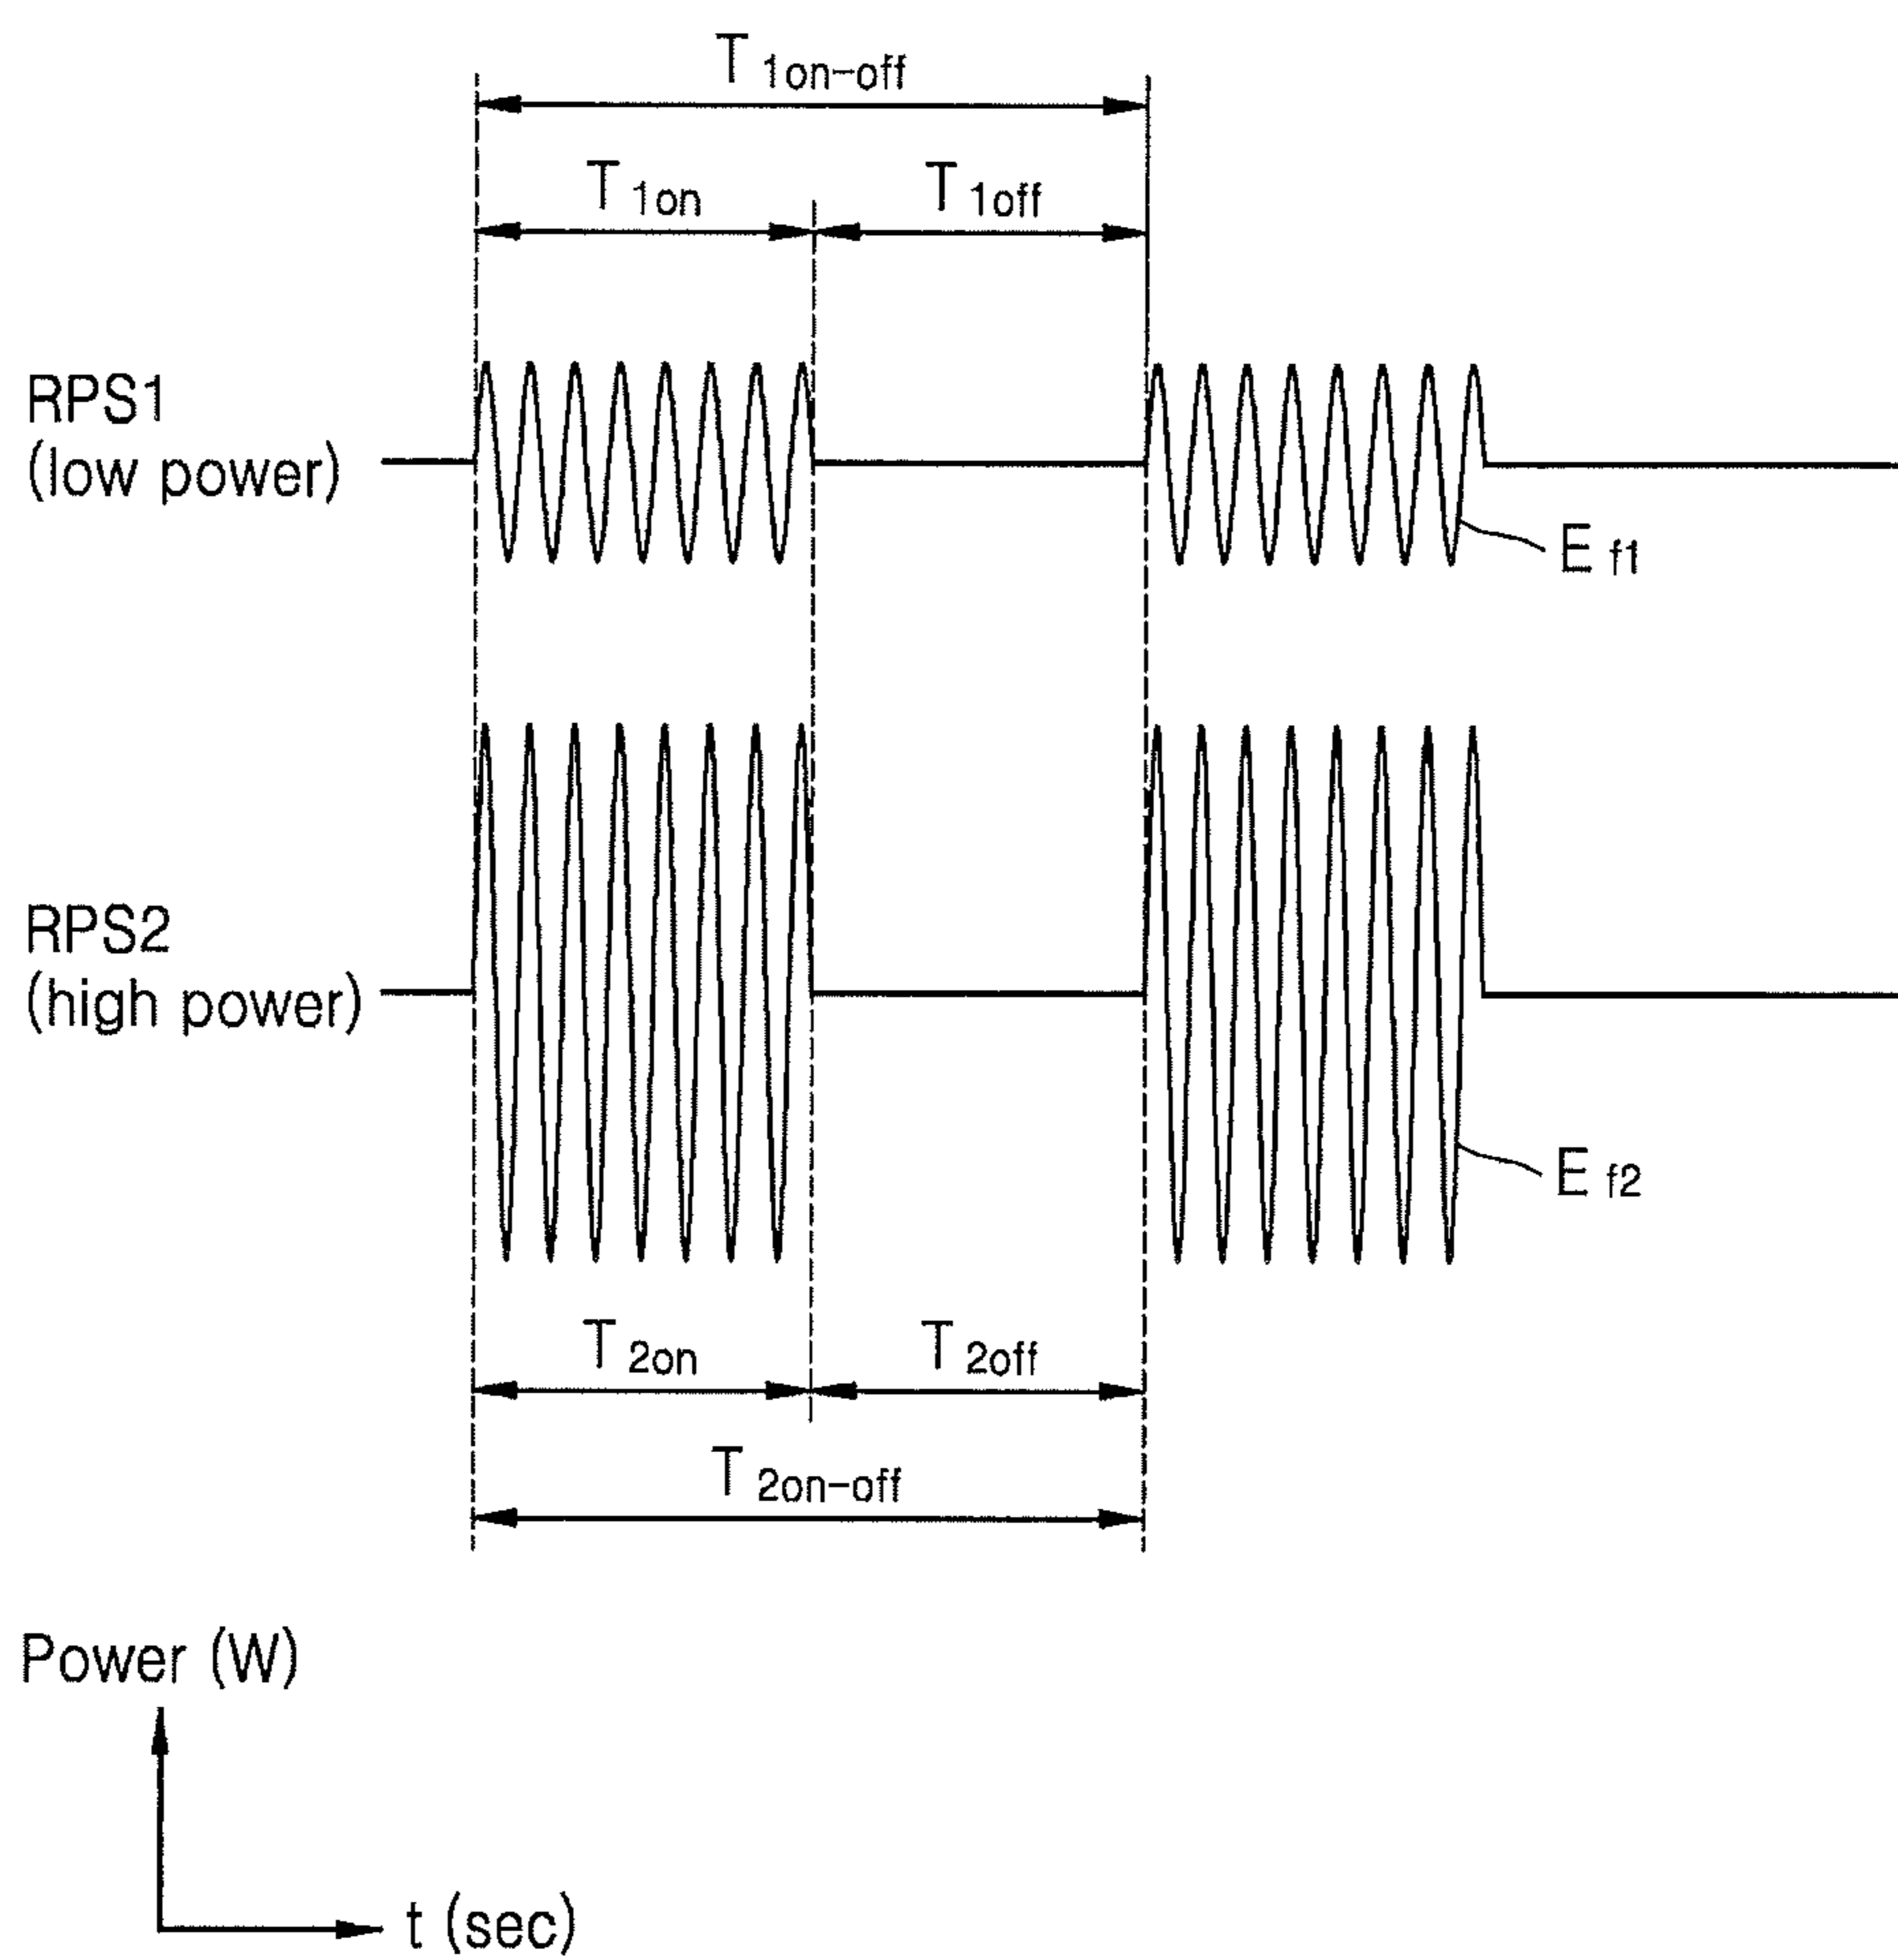 T 1on-off
T 1on
T 1off
RPS1
(low power)
E f1
RPS2
(high power)
E f2
T 2on
T 2off
T 2on-off
Power (W)
t (sec)